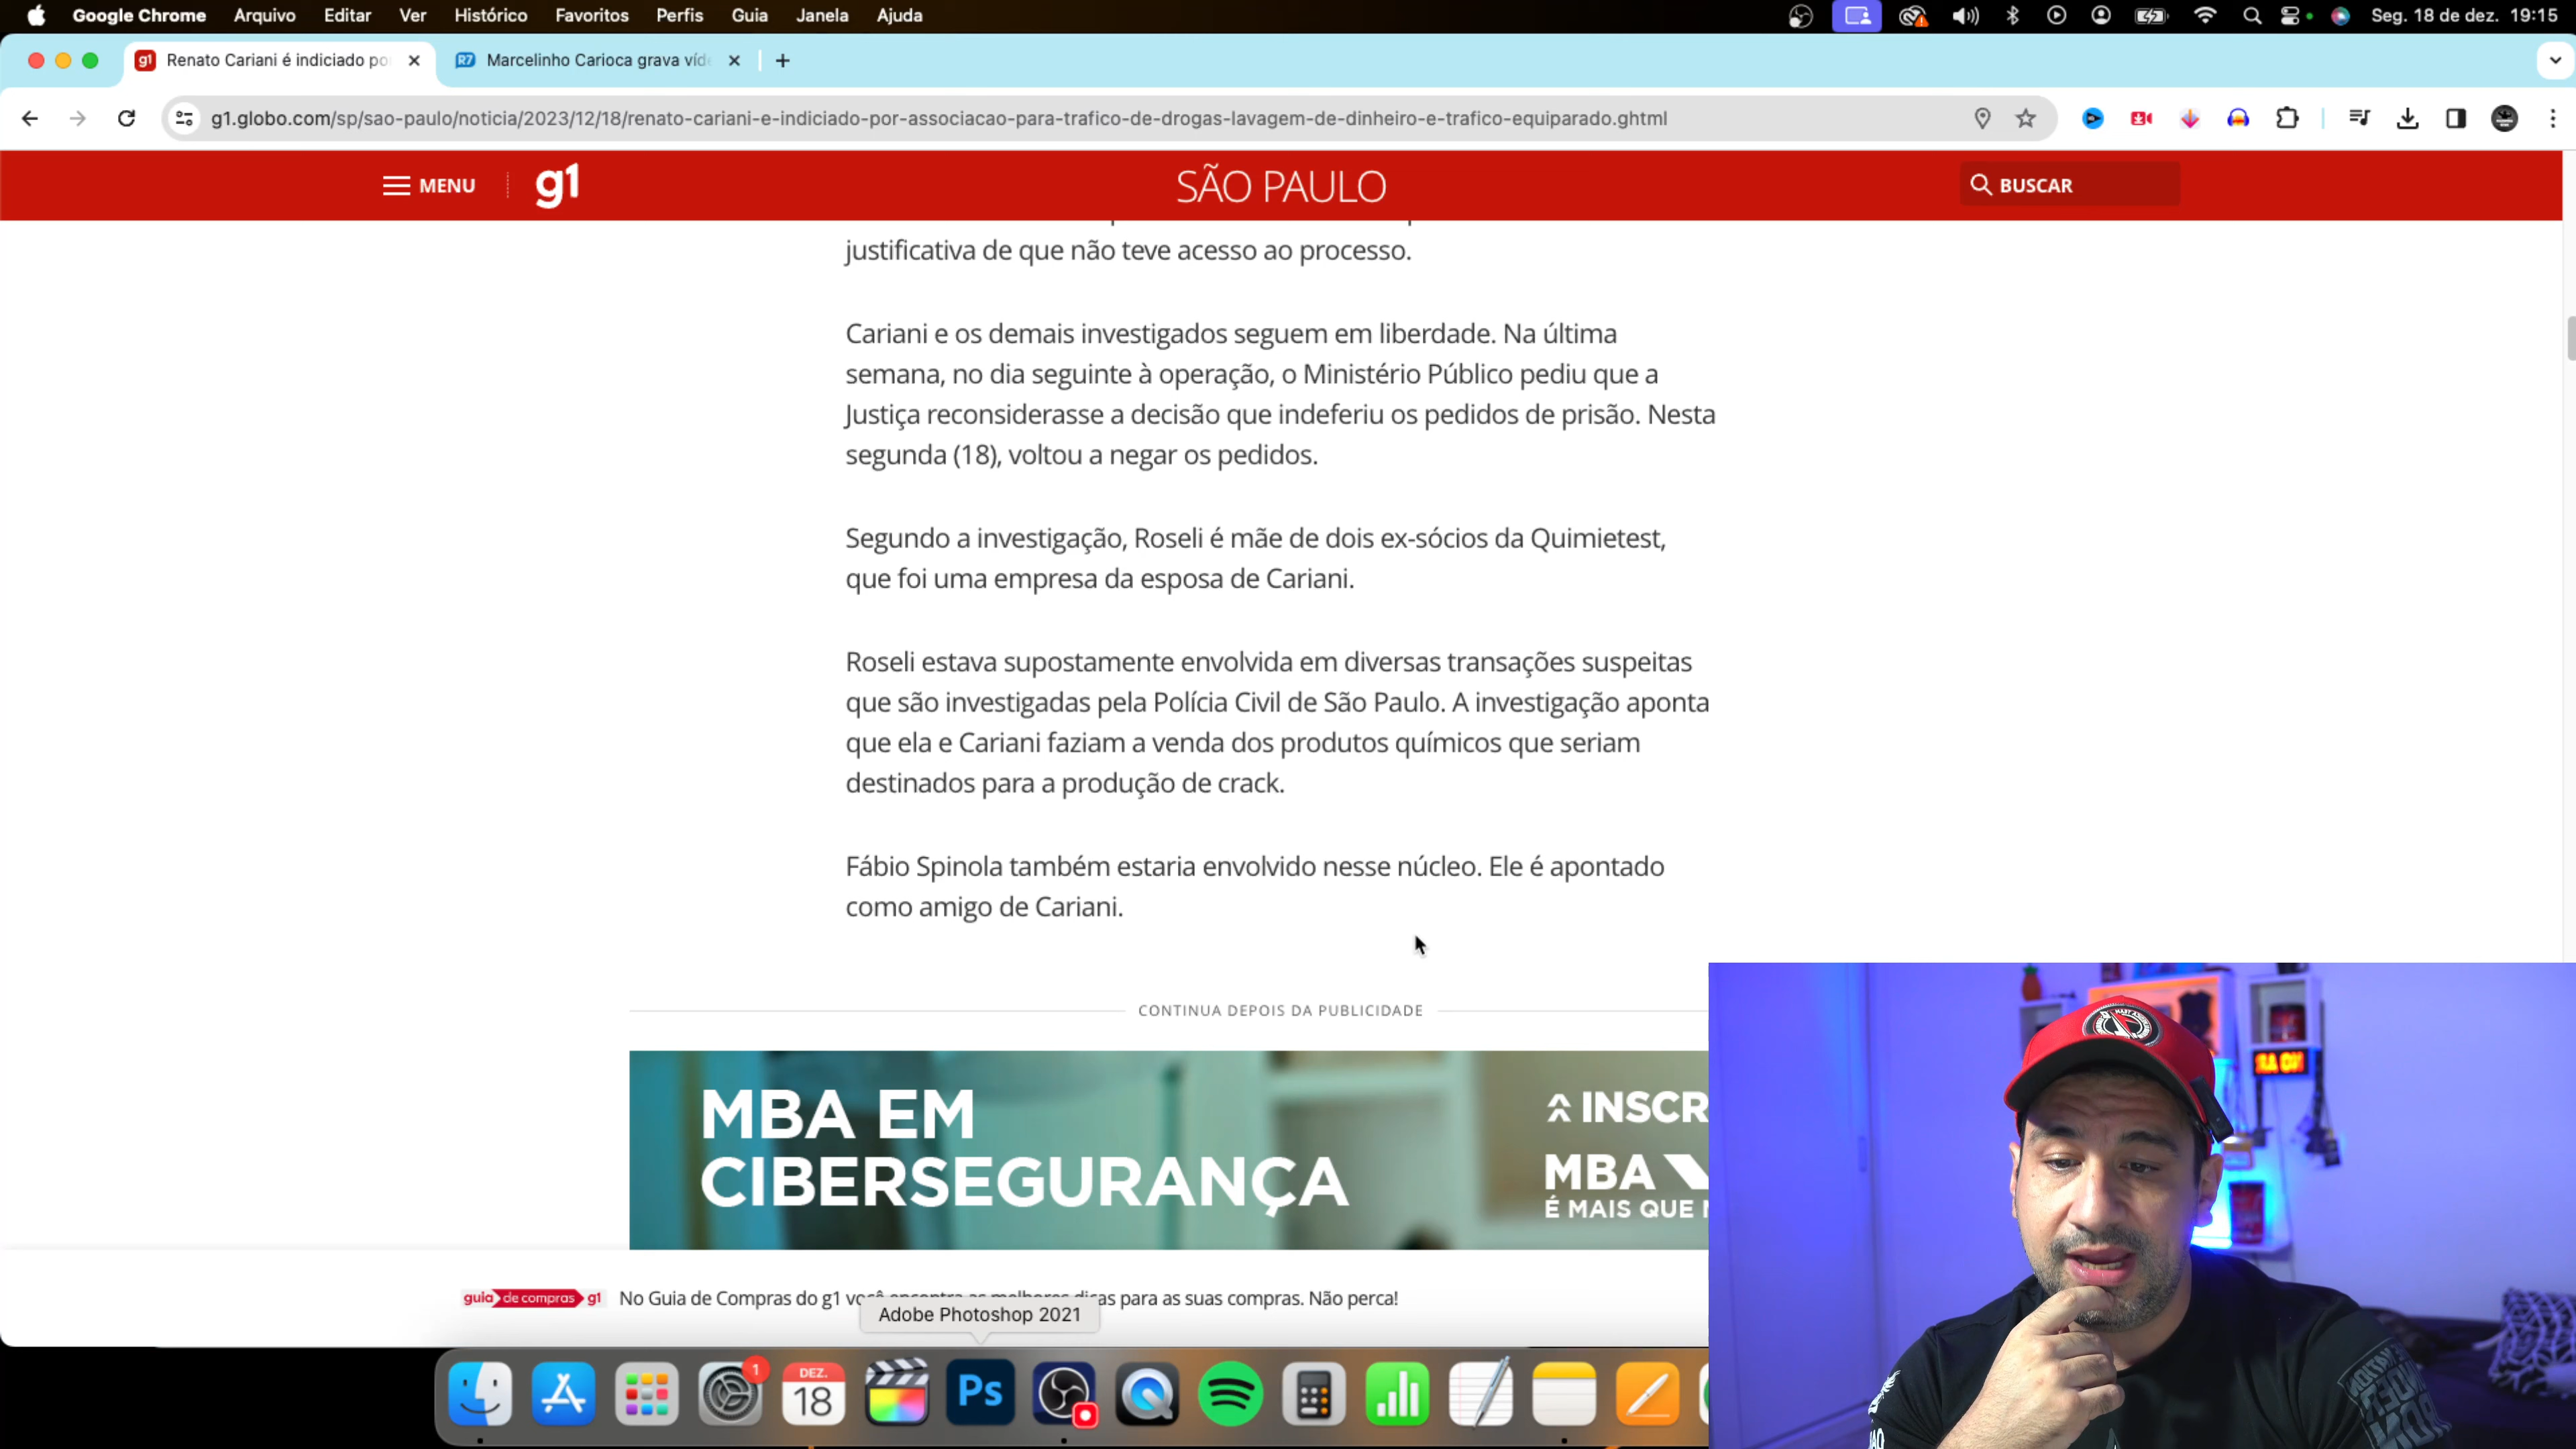 Google Chrome Arquivo Editar Ver Histórico Favoritos Perfis Guia Janela Ajuda Seg. 18 de dez. 19:15
g1 Renato Cariani é indiciado po R7 Marcelinho Carioca grava víd
g1.globo.com/sp/sao-paulo/noticia/2023/12/18/renato-cariani-e-indiciado-por-associacao-para-trafico-de-drogas-lavagem-de-dinheiro-e-trafico-equiparado.ghtml
MENU g1 SÃO PAULO BUSCAR
justificativa de que não teve acesso ao processo.
Cariani e os demais investigados seguem em liberdade. Na última
semana, no dia seguinte à operação, o Ministério Público pediu que a
Justiça reconsiderasse a decisão que indeferiu os pedidos de prisão. Nesta
segunda (18), voltou a negar os pedidos.
Segundo a investigação, Roseli é mãe de dois ex-sócios da Quimietest,
que foi uma empresa da esposa de Cariani.
Roseli estava supostamente envolvida em diversas transações suspeitas
que são investigadas pela Polícia Civil de São Paulo. A investigação aponta
que ela e Cariani faziam a venda dos produtos químicos que seriam
destinados para a produção de crack.
Fábio Spinola também estaria envolvido nesse núcleo. Ele é apontado
como amigo de Cariani.
CONTINUA DEPOIS DA PUBLICIDADE
MBA EM
CIBERSEGURANÇA
INSCR
MBA
É MAIS QUE
guia de compras g1 No Guia de Compras do g1 você encontra as melhores dicas para as suas compras. Não perca!
Adobe Photoshop 2021
1
DEZ.
18
Ps